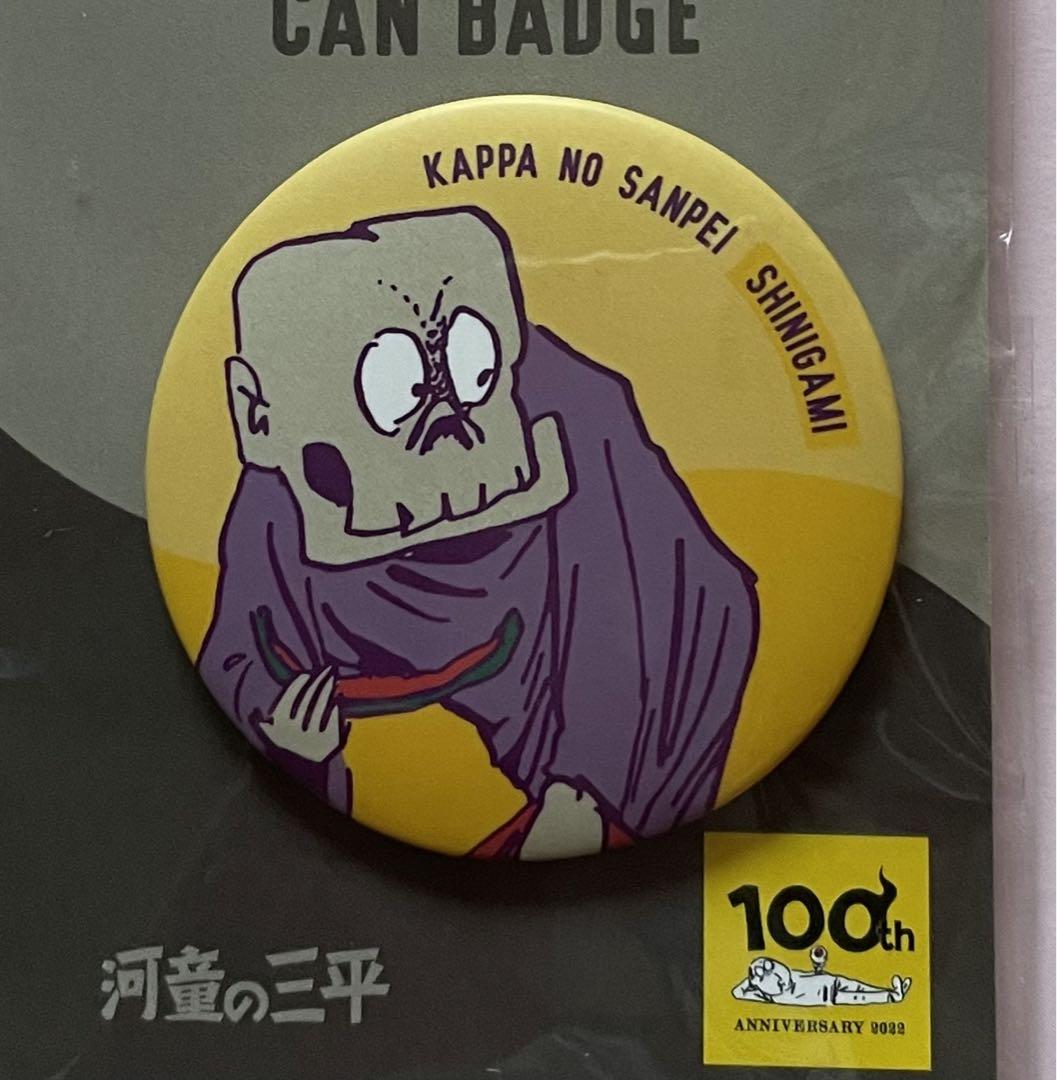 CAN BADGE
KAPPA NO SANPEI SHINIGAMI
河童の三平
100th
ANNIVERSARY 2022